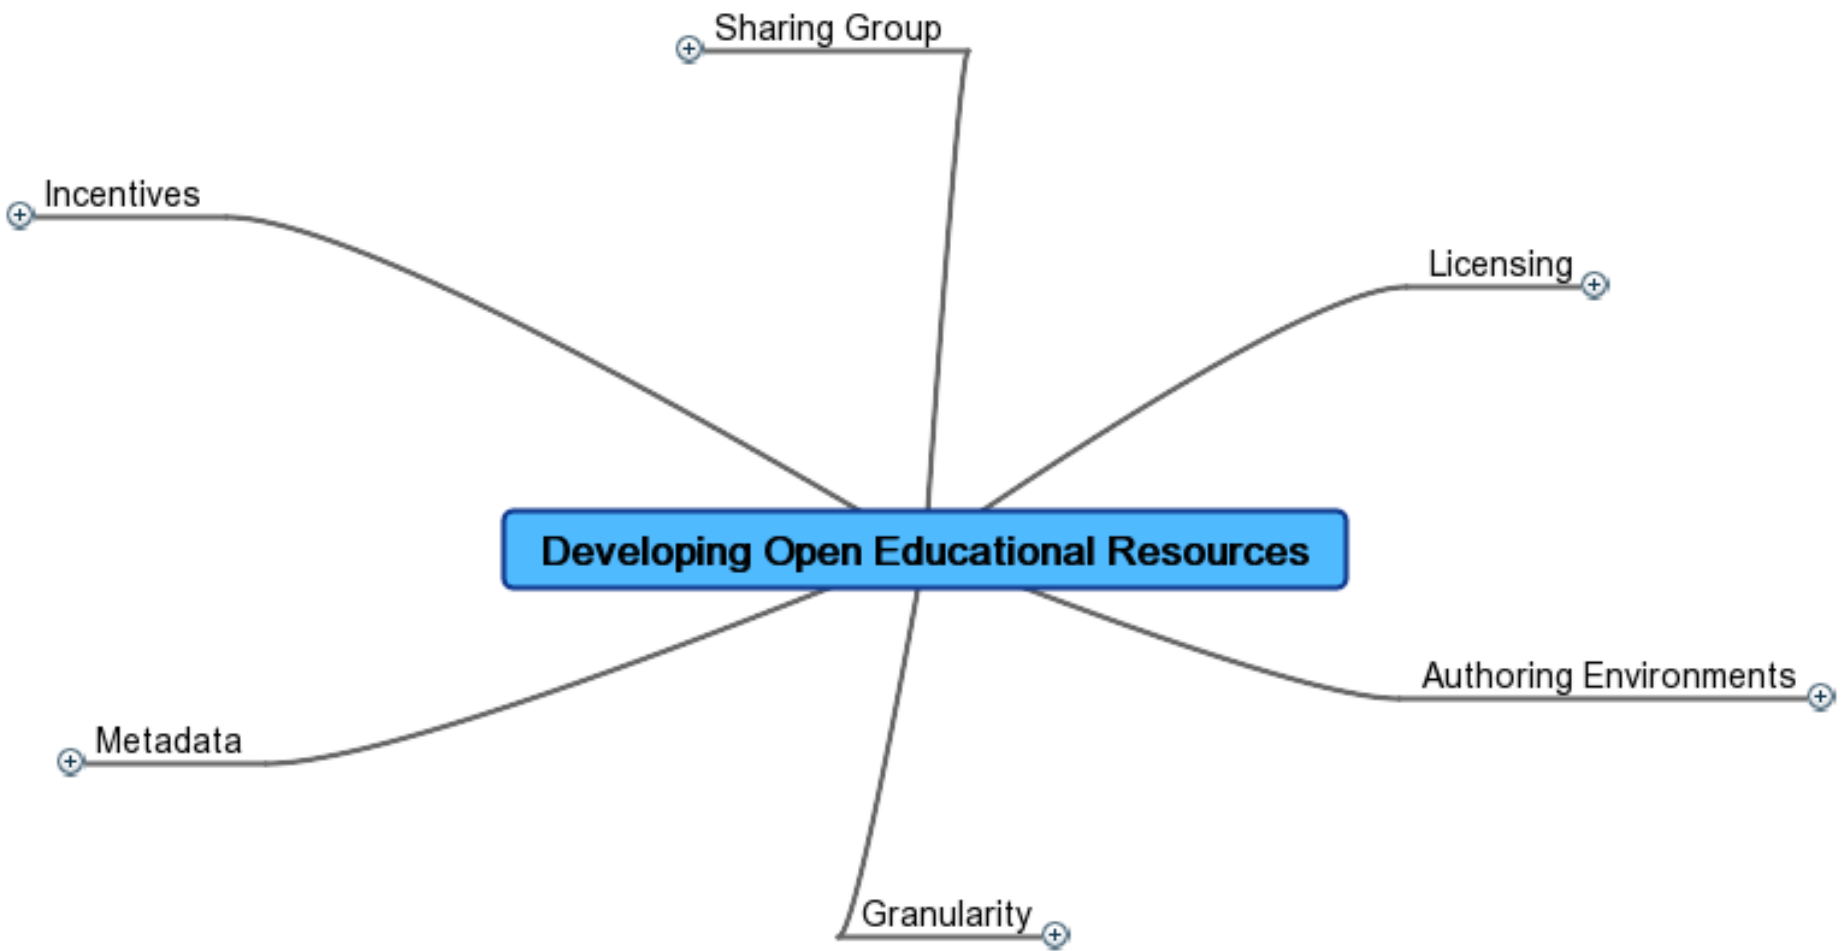 Sharing Group
Incentives
Licensing
Developing Open Educational Resources
Authoring Environments
Metadata
Granularity